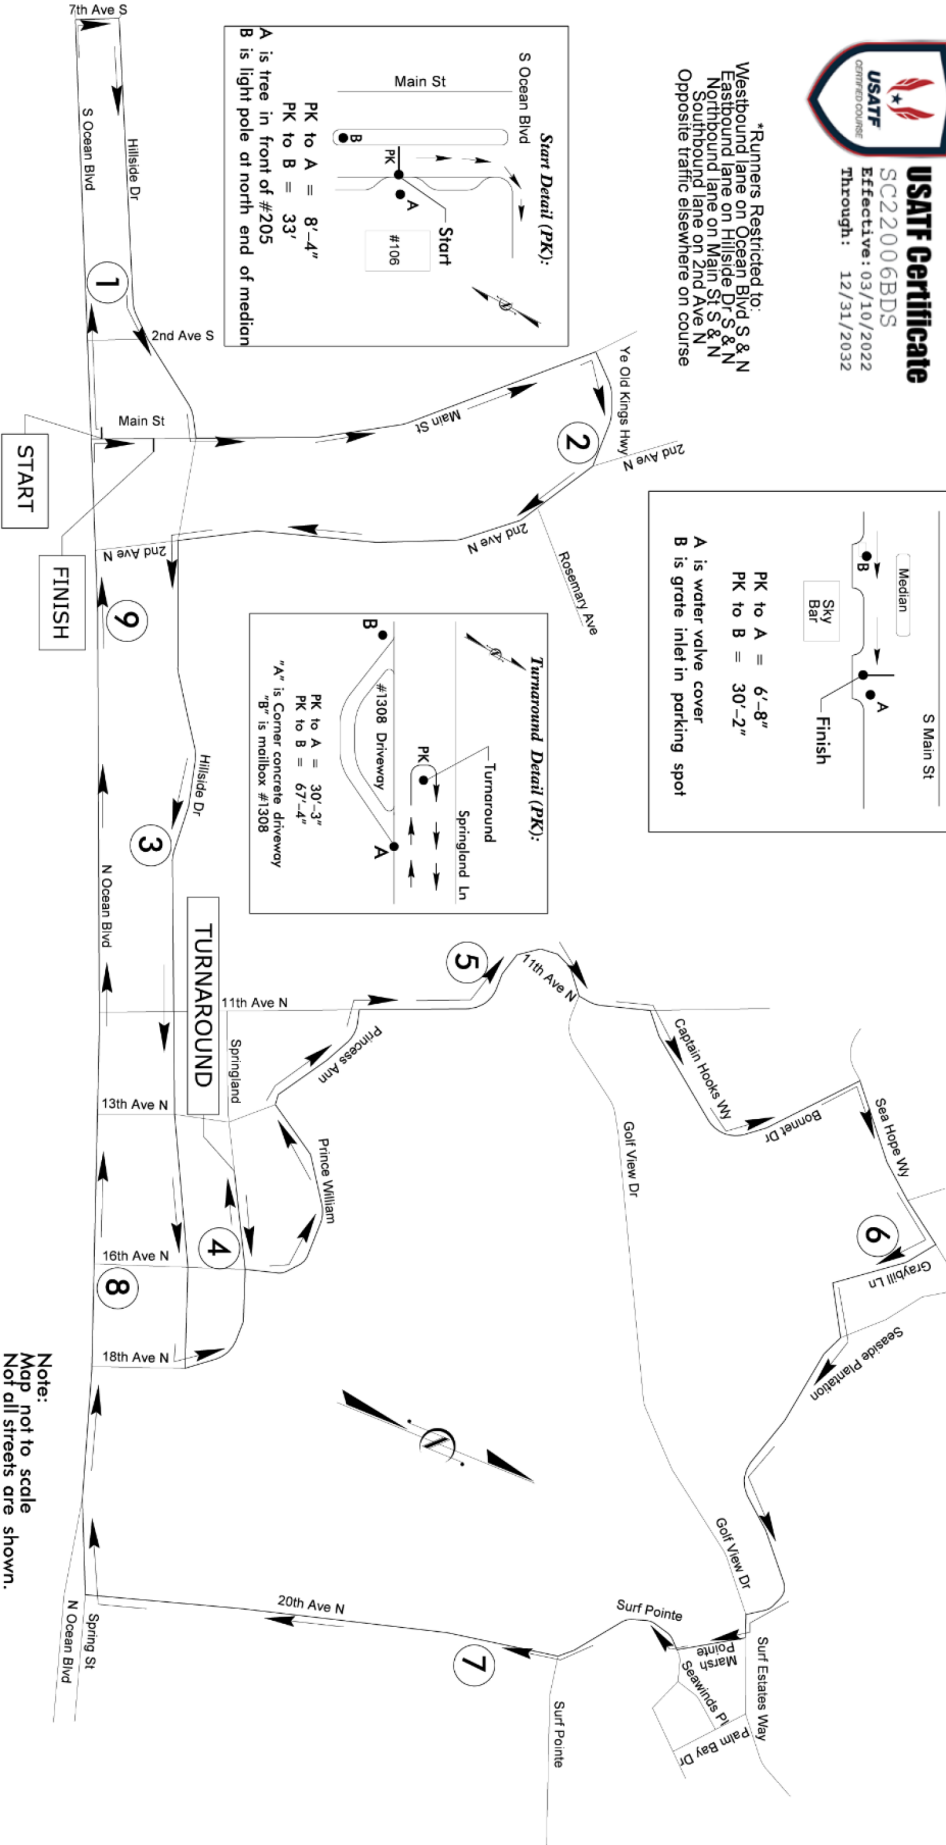 USATF
CERTIFIED COURSE
USATF Certificate
SC22006BDS
Effective: 03/10/2022
Through: 12/31/2032
*Runners Restricted to:
Westbound lane on Ocean Blvd S & N
Eastbound lane on Hillside Dr S & N
Northbound lane on Main St S & N
Southbound lane on 2nd Ave N
Opposite traffic elsewhere on course
Start Detail (PK):
S Ocean Blvd
Main St
B
PK
A
Start
#106
PK to A = 8'-4"
PK to B = 33'
A is tree in front of #205
B is light pole at north end of medion
S Main St
Median
B
A
Sky
Bar
Finish
PK to A = 6'-8"
PK to B = 30'-2"
A is water valve cover
B is grate inlet in parking spot
Turnaround Detail (PK):
Turnaround
Springland Ln
PK
B
#1308 Driveway
A
PK to A = 30'-3"
PK to B = 67'-4"
"A" is Corner concrete driveway
"B" is mailbox #1308
7th Ave S
Hillside Dr
S Ocean Blvd
1
2nd Ave S
Main St
START
FINISH
Main St
Ye Old Kings Hwy
2
2nd Ave N
2nd Ave N
Rosemary Ave
2nd Ave N
9
Hillside Dr
3
N Ocean Blvd
TURNAROUND
11th Ave N
Springland
13th Ave N
Princess Ann
Prince William
4
16th Ave N
8
18th Ave N
5
11th Ave N
Captain Hooks Wy
Bonnet Dr
Sea Hope Wy
6
Graybill Ln
Seaside Plantation
Golf View Dr
Golf View Dr
Surf Estates Way
Marsh
Pointe
Seawinds Pl
Palm Bay Dr
Surf Pointe
Surf Pointe
7
20th Ave N
Spring St
N Ocean Blvd
Note:
Map not to scale
Not all streets are shown.